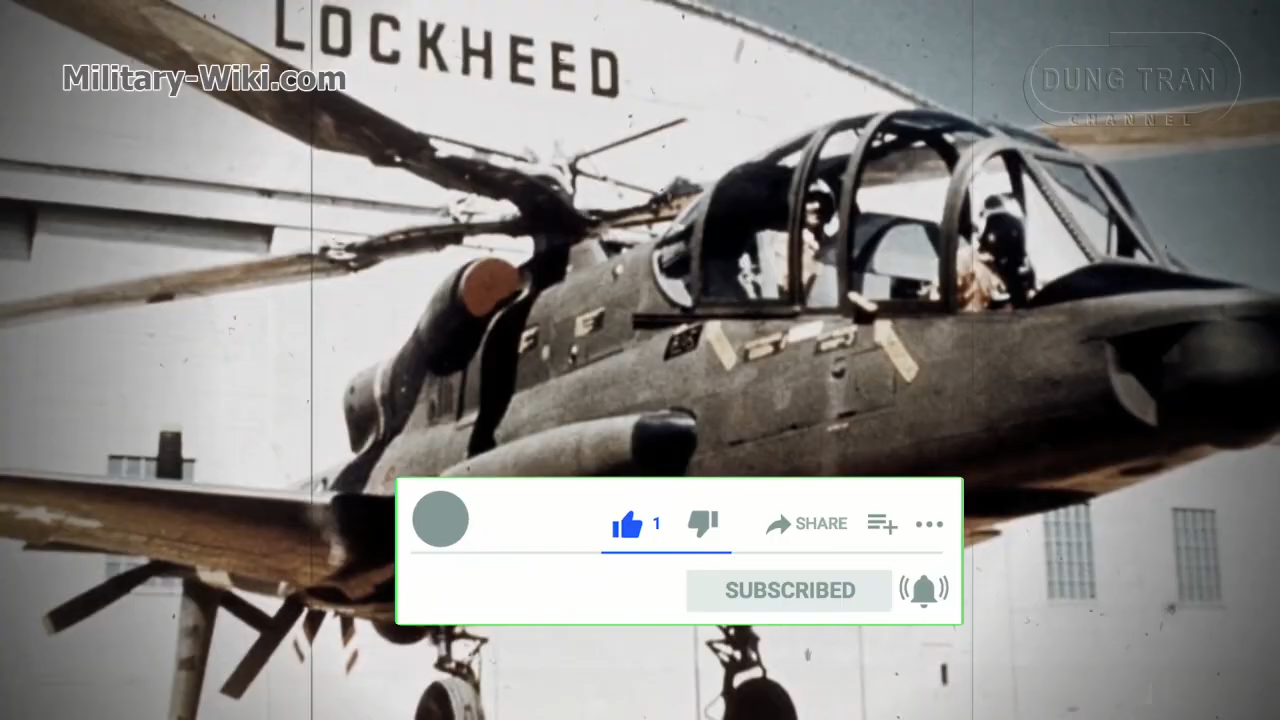 LOCKHEED
Military-Wiki.com
DUNG TRAN
CHANNEL
1
SHARE
SUBSCRIBED